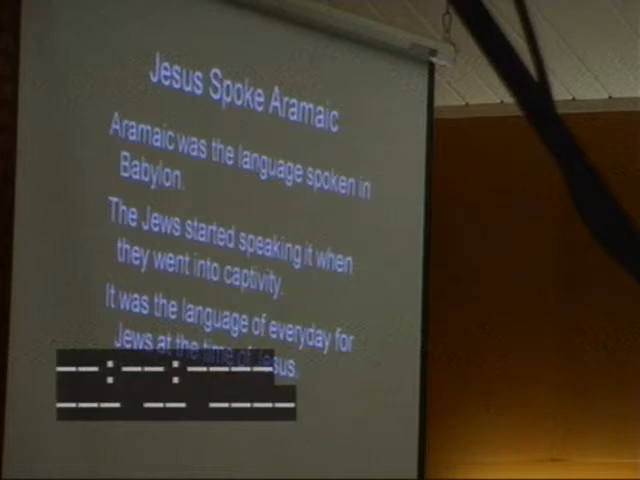 Jesus Spoke Aramaic
Aramaic was the language spoken in
Babylon.
The Jews started speaking it when
they went into captivity.
It was the language of everyday for
Jews at the time of Jesus.
--:--:----
--- -- ----